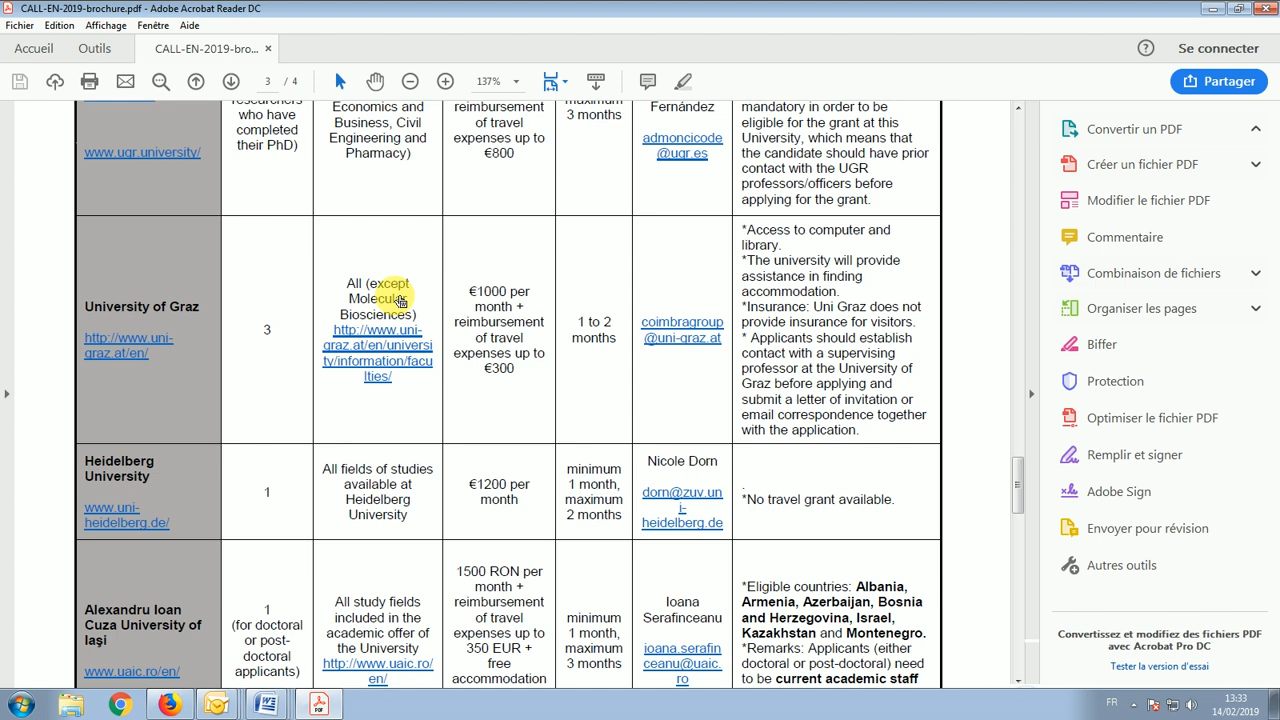 CALL-EN-2019-brochure.pdf - Adobe Acrobat Reader DC
Fichier Edition Affichage Fenêtre Aide
Accueil Outils CALL-EN-2019-bro... × Se connecter
3 / 4 137% Partager
researchers
who have
completed
their PhD)
www.ugr.university/
Economics and
Business, Civil
Engineering and
Pharmacy)
reimbursement
of travel
expenses up to
€800
maximum
3 months
Fernández
admoncicode
@ugr.es
mandatory in order to be
eligible for the grant at this
University, which means that
the candidate should have prior
contact with the UGR
professors/officers before
applying for the grant.
University of Graz
http://www.uni-
graz.at/en/
3
All (except
Molecular
Biosciences)
http://www.uni-
graz.at/en/universi
ty/information/facu
lties/
€1000 per
month +
reimbursement
of travel
expenses up to
€300
1 to 2
months
coimbragroup
@uni-graz.at
*Access to computer and
library.
*The university will provide
assistance in finding
accommodation.
*Insurance: Uni Graz does not
provide insurance for visitors.
* Applicants should establish
contact with a supervising
professor at the University of
Graz before applying and
submit a letter of invitation or
email correspondence together
with the application.
Heidelberg
University
www.uni-
heidelberg.de/
1
All fields of studies
available at
Heidelberg
University
€1200 per
month
minimum
1 month,
maximum
2 months
Nicole Dorn
dorn@zuv.un
i-
heidelberg.de
.
*No travel grant available.
Alexandru Ioan
Cuza University of
Iaşi
www.uaic.ro/en/
1
(for doctoral
or post-
doctoral
applicants)
All study fields
included in the
academic offer of
the University
http://www.uaic.ro/
en/
1500 RON per
month +
reimbursement
of travel
expenses up to
350 EUR +
free
accommodation
minimum
1 month,
maximum
3 months
Ioana
Serafinceanu
ioana.serafin
ceanu@uaic.
ro
*Eligible countries: Albania,
Armenia, Azerbaijan, Bosnia
and Herzegovina, Israel,
Kazakhstan and Montenegro.
*Remarks: Applicants (either
doctoral or post-doctoral) need
to be current academic staff
Convertir un PDF
Créer un fichier PDF
Modifier le fichier PDF
Commentaire
Combinaison de fichiers
Organiser les pages
Biffer
Protection
Optimiser le fichier PDF
Remplir et signer
Adobe Sign
Envoyer pour révision
Autres outils
Convertissez et modifiez des fichiers PDF
avec Acrobat Pro DC
Tester la version d'essai
FR 13:33
14/02/2019